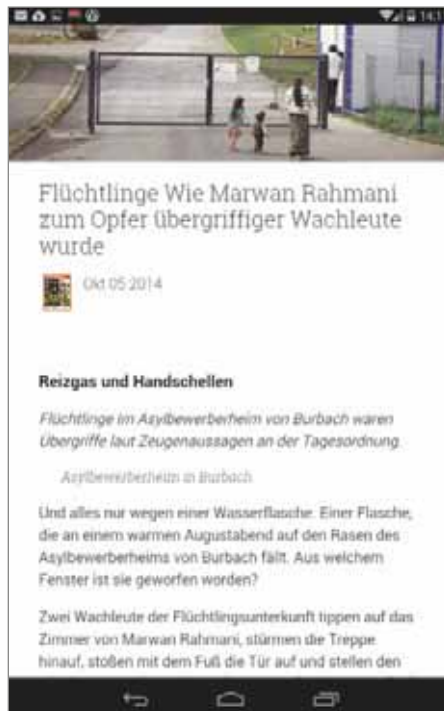 14:1
Flüchtlinge Wie Marwan Rahmani
zum Opfer übergriffiger Wachleute
wurde
Okt 05 2014
Reizgas und Handschellen
Flüchtlinge im Asylbewerberheim von Burbach waren
Übergriffe laut Zeugenaussagen an der Tagesordnung.
Asylbewerberheim in Burbach
Und alles nur wegen einer Wasserflasche. Einer Flasche,
die an einem warmen Augustabend auf den Rasen des
Asylbewerberheims von Burbach fällt. Aus welchem
Fenster ist sie geworfen worden?
Zwei Wachleute der Flüchtlingsunterkunft tippen auf das
Zimmer von Marwan Rahmani, stürmen die Treppe
hinauf, stoßen mit dem Fuß die Tür auf und stellen den